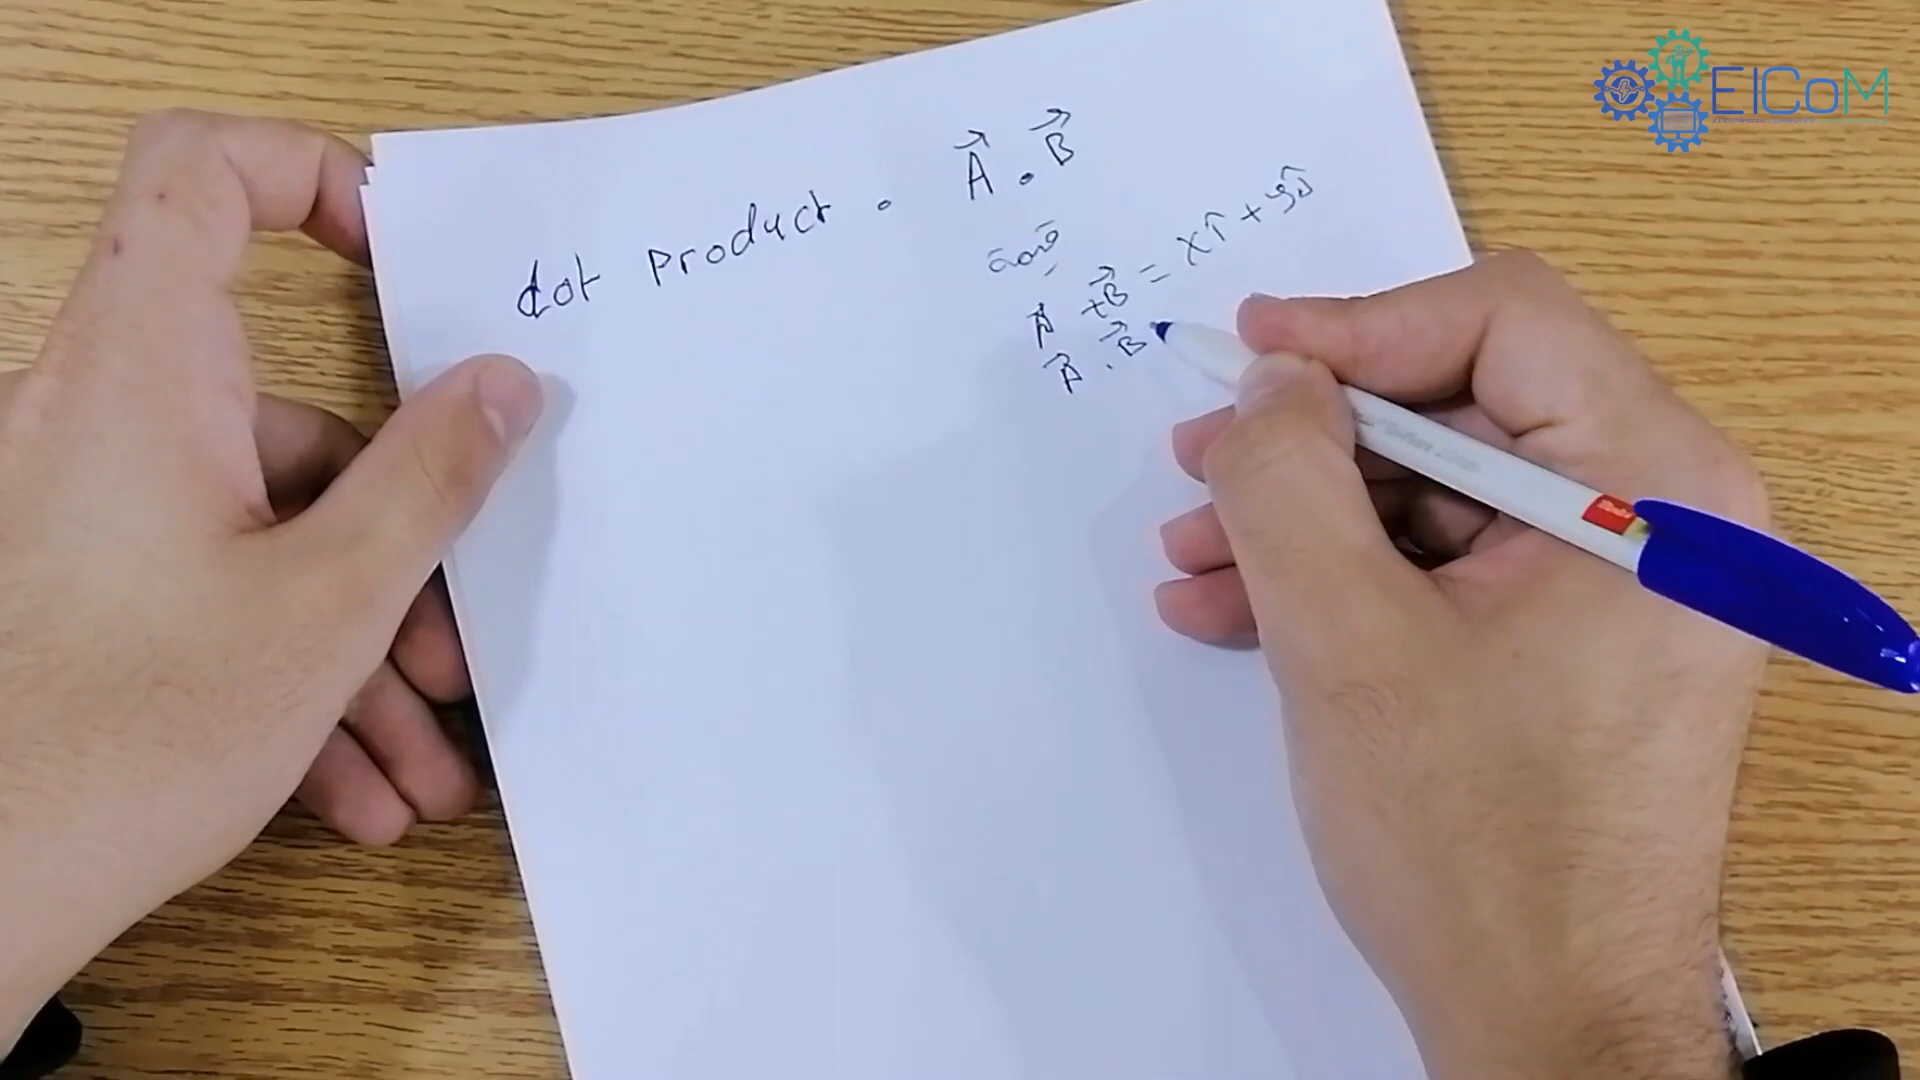 dot product . A⃗ . B⃗
A⃗ + B⃗ = xî + yĵ
A⃗ . B⃗
EICoM